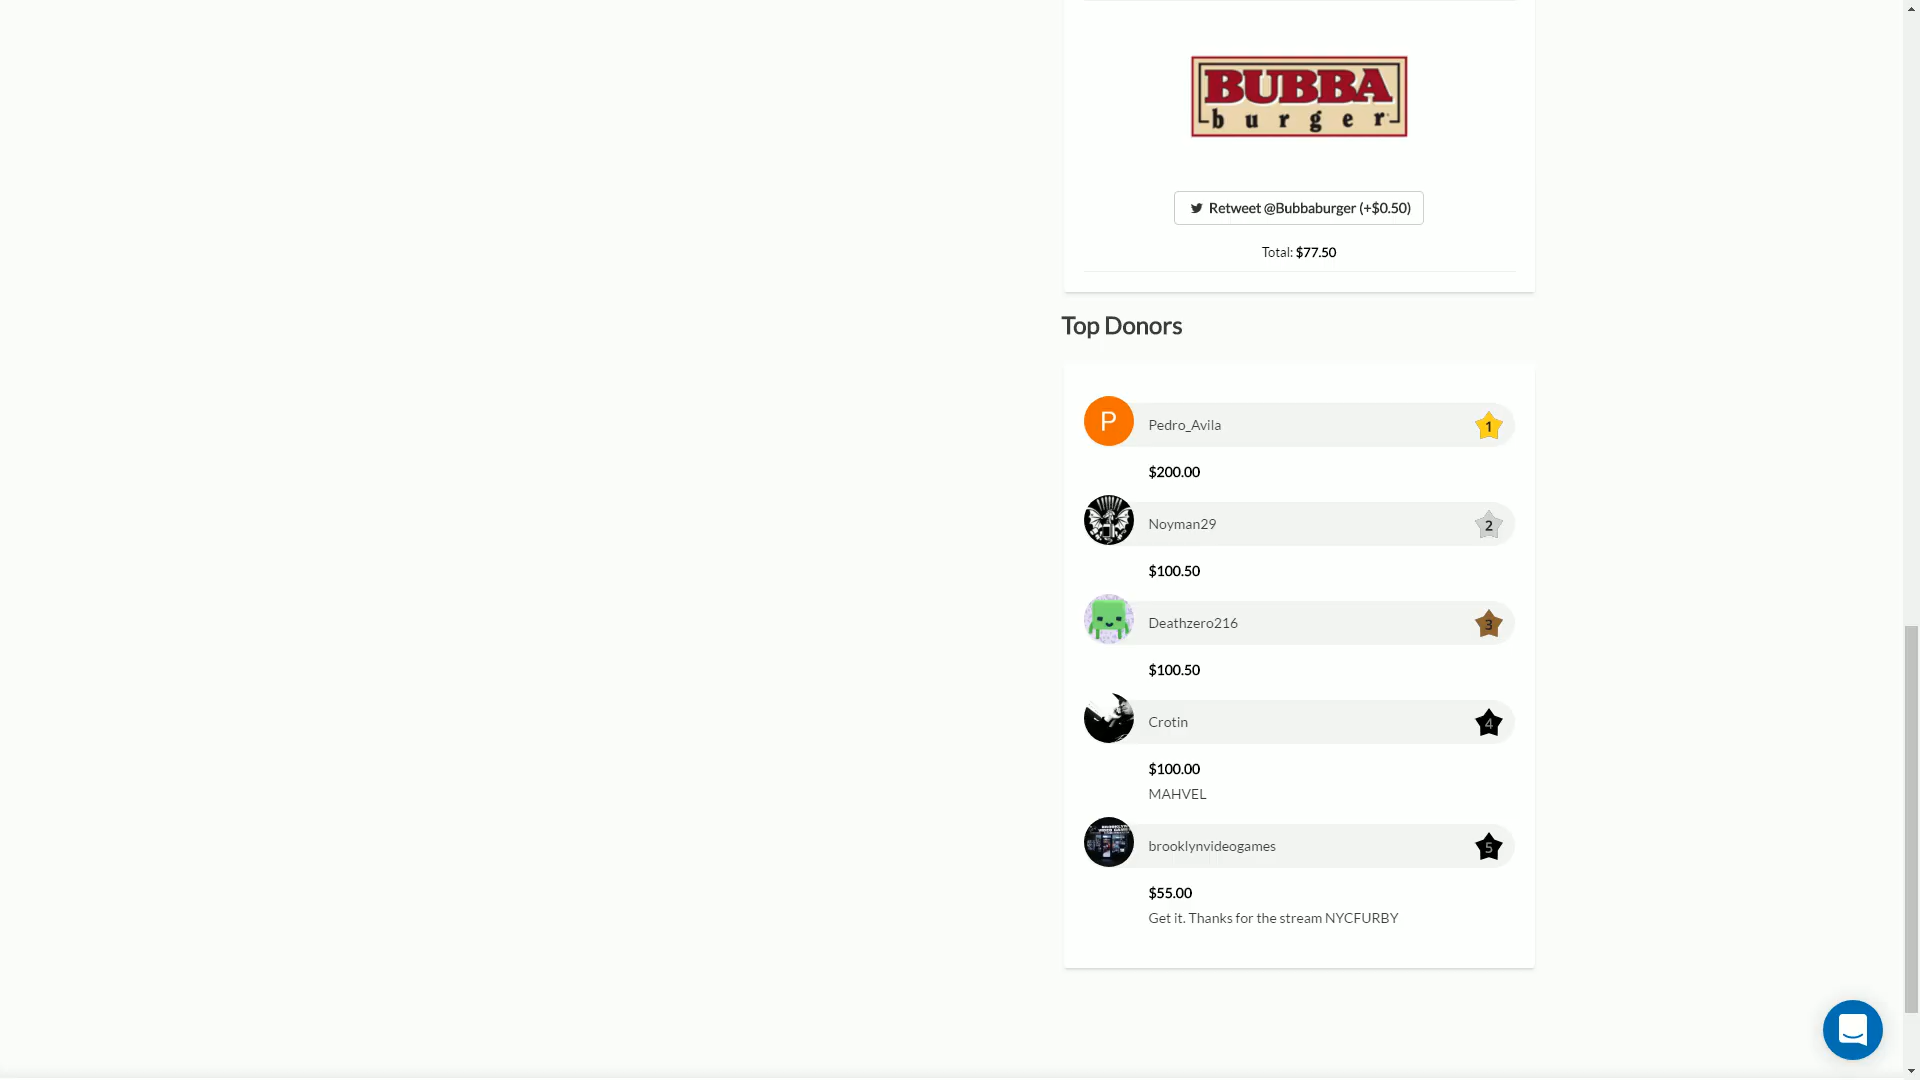 BUBBA
burger
Retweet @Bubbaburger (+$0.50)
Total: $77.50
Top Donors
P
Pedro_Avila
1
$200.00
Noyman29
2
$100.50
Deathzero216
3
$100.50
Crotin
4
$100.00
MAHVEL
brooklynvideogames
5
$55.00
Get it. Thanks for the stream NYCFURBY